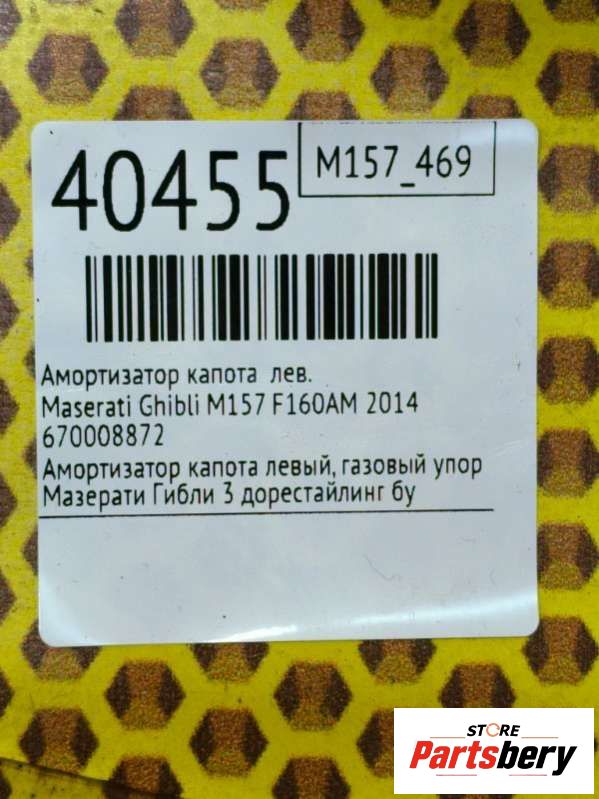 40455
M157_469
Амортизатор капота лев.
Maserati Ghibli M157 F160AM 2014
670008872
Амортизатор капота левый, газовый упор
Мазерати Гибли 3 дорестайлинг бу
STORE
Partsbery